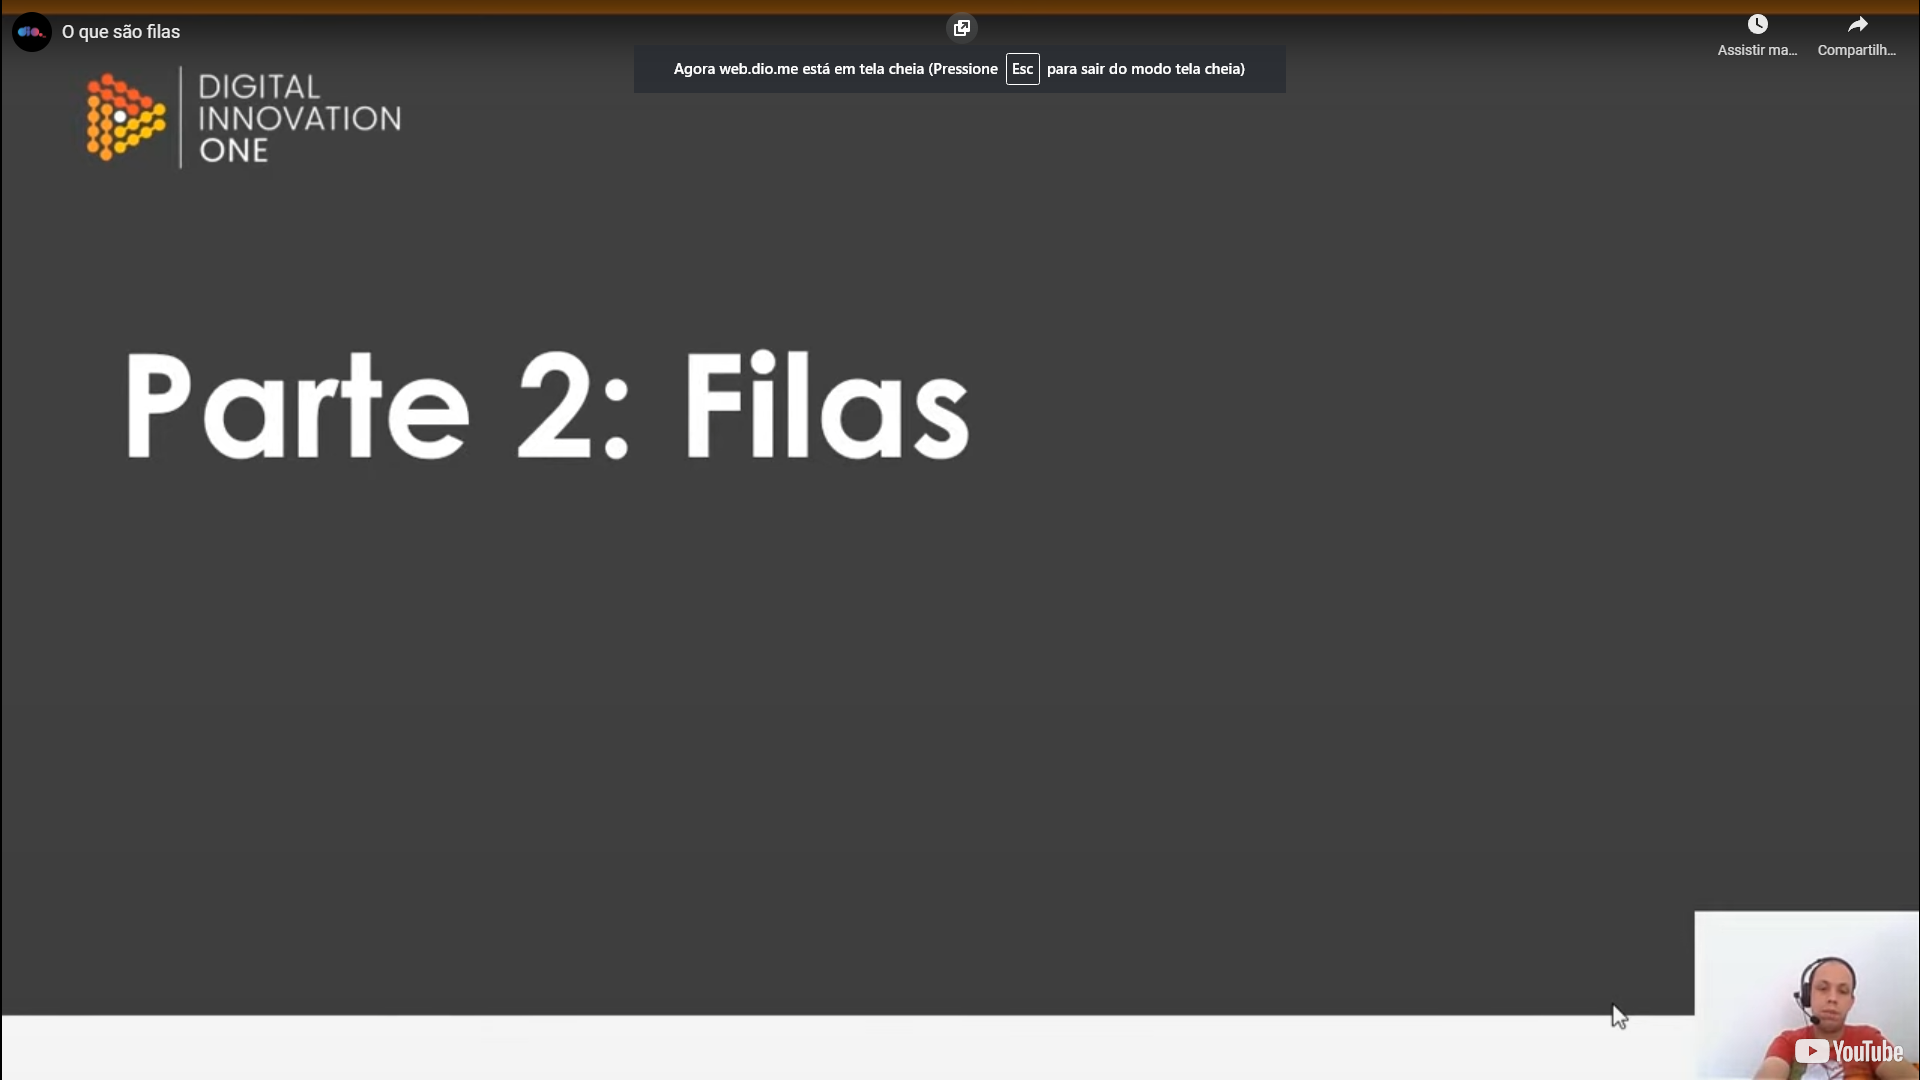 dio.
O que são filas
Assistir ma...
Compartilh...
Agora web.dio.me está em tela cheia (Pressione Esc para sair do modo tela cheia)
DIGITAL
INNOVATION
ONE
Parte 2: Filas
YouTube